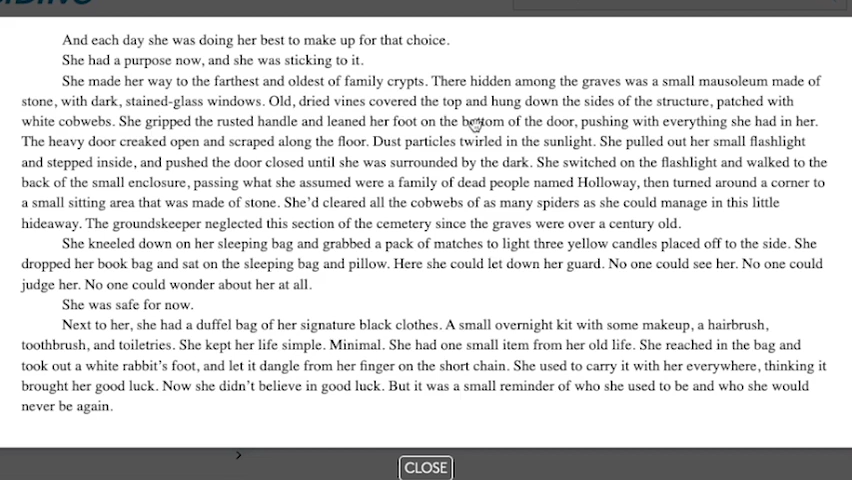 And each day she was doing her best to make up for that choice.
She had a purpose now, and she was sticking to it.
She made her way to the farthest and oldest of family crypts. There hidden among the graves was a small mausoleum made of
stone, with dark, stained-glass windows. Old, dried vines covered the top and hung down the sides of the structure, patched with
white cobwebs. She gripped the rusted handle and leaned her foot on the bottom of the door, pushing with everything she had in her.
The heavy door creaked open and scraped along the floor. Dust particles twirled in the sunlight. She pulled out her small flashlight
and stepped inside, and pushed the door closed until she was surrounded by the dark. She switched on the flashlight and walked to the
back of the small enclosure, passing what she assumed were a family of dead people named Holloway, then turned around a corner to
a small sitting area that was made of stone. She’d cleared all the cobwebs of as many spiders as she could manage in this little
hideaway. The groundskeeper neglected this section of the cemetery since the graves were over a century old.
She kneeled down on her sleeping bag and grabbed a pack of matches to light three yellow candles placed off to the side. She
dropped her book bag and sat on the sleeping bag and pillow. Here she could let down her guard. No one could see her. No one could
judge her. No one could wonder about her at all.
She was safe for now.
Next to her, she had a duffel bag of her signature black clothes. A small overnight kit with some makeup, a hairbrush,
toothbrush, and toiletries. She kept her life simple. Minimal. She had one small item from her old life. She reached in the bag and
took out a white rabbit’s foot, and let it dangle from her finger on the short chain. She used to carry it with her everywhere, thinking it
brought her good luck. Now she didn’t believe in good luck. But it was a small reminder of who she used to be and who she would
never be again.
CLOSE